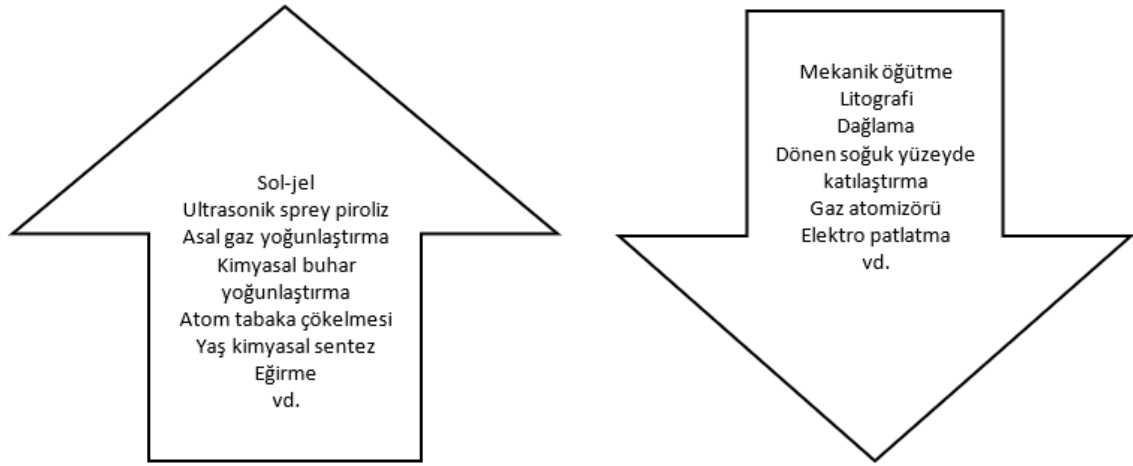 Sol-jel
Ultrasonik sprey piroliz
Asal gaz yoğunlaştırma
Kimyasal buhar
yoğunlaştırma
Atom tabaka çökelmesi
Yaş kimyasal sentez
Eğirme
vd.
Mekanik öğütme
Litografi
Dağlama
Dönen soğuk yüzeyde
katılaştırma
Gaz atomizörü
Elektro patlatma
vd.